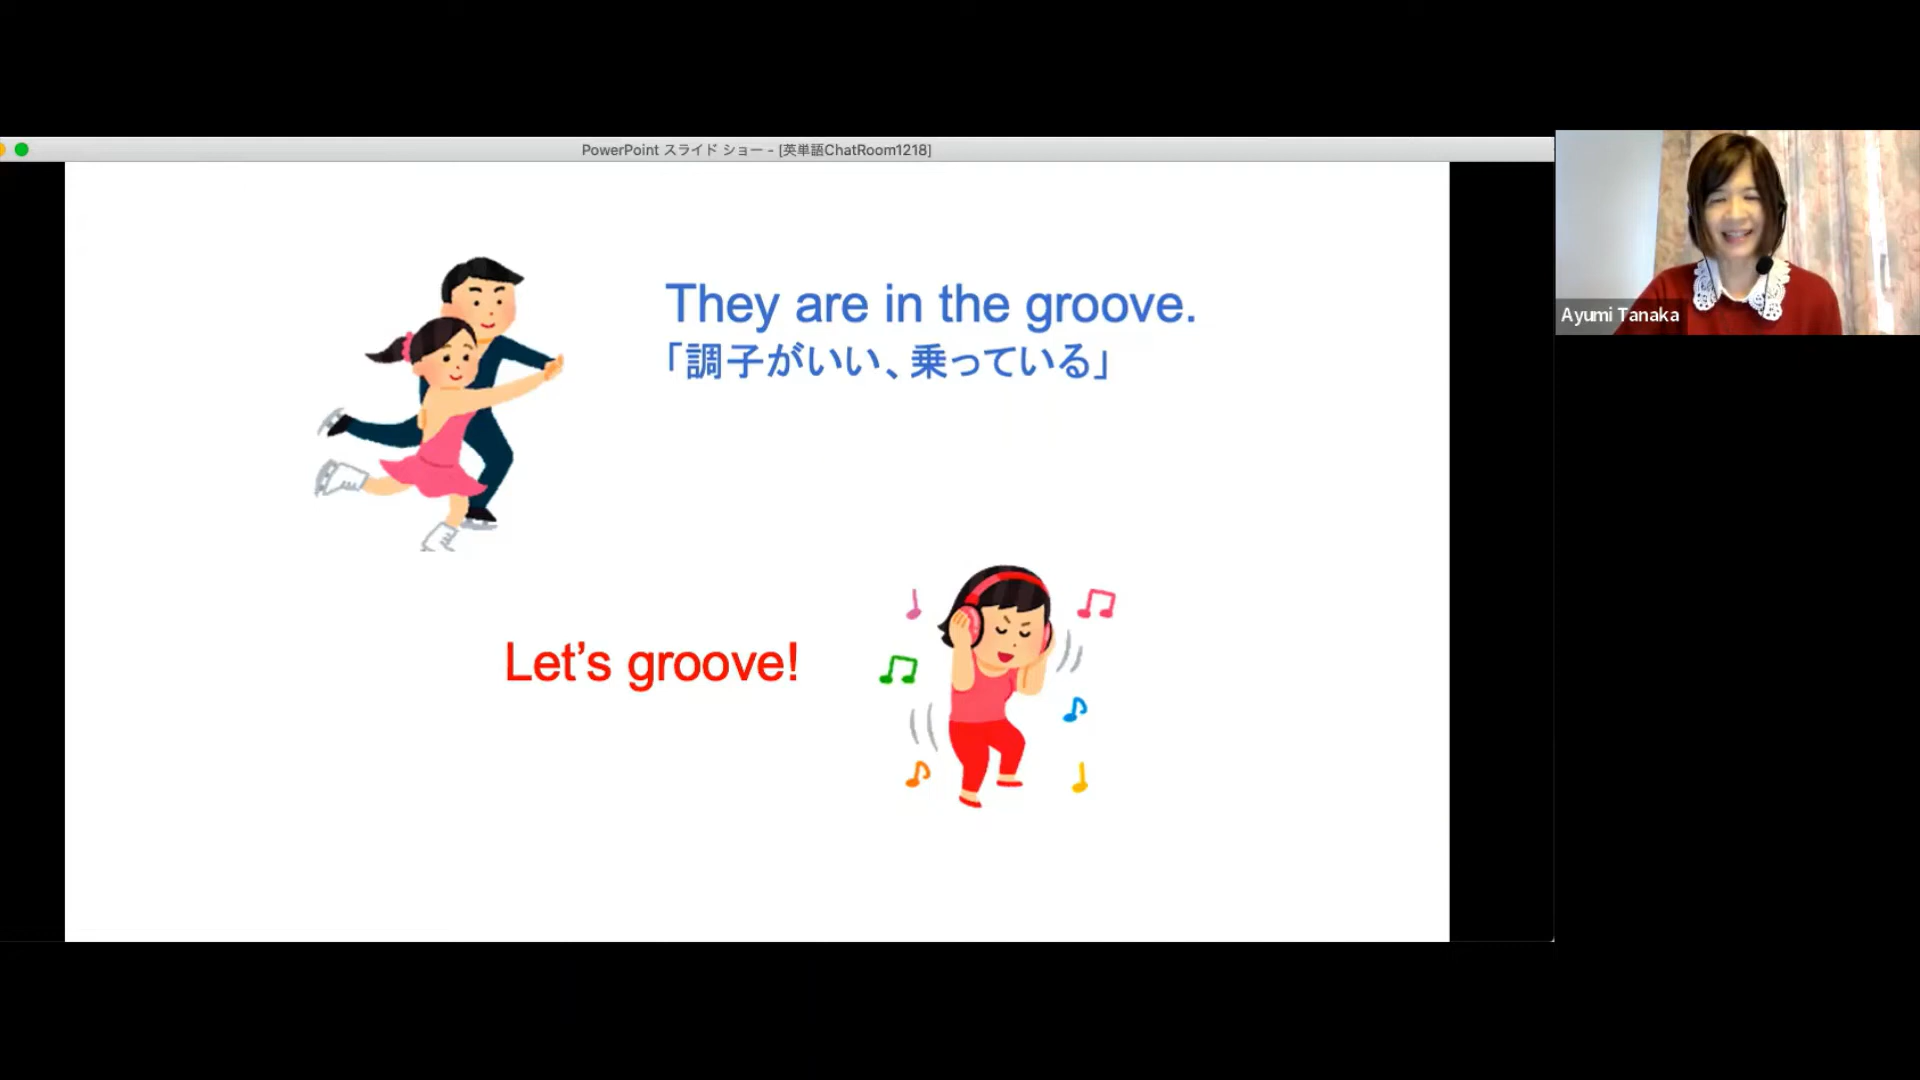 PowerPoint スライド ショー - [英単語ChatRoom1218]
They are in the groove.
「調子がいい、乗っている」
Let's groove!
Ayumi Tanaka